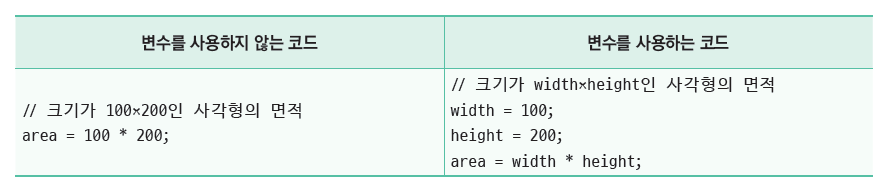 변수를 사용하지 않는 코드
변수를 사용하는 코드
// 크기가 100×200인 사각형의 면적
area = 100 * 200;
// 크기가 width×height인 사각형의 면적
width = 100;
height = 200;
area = width * height;